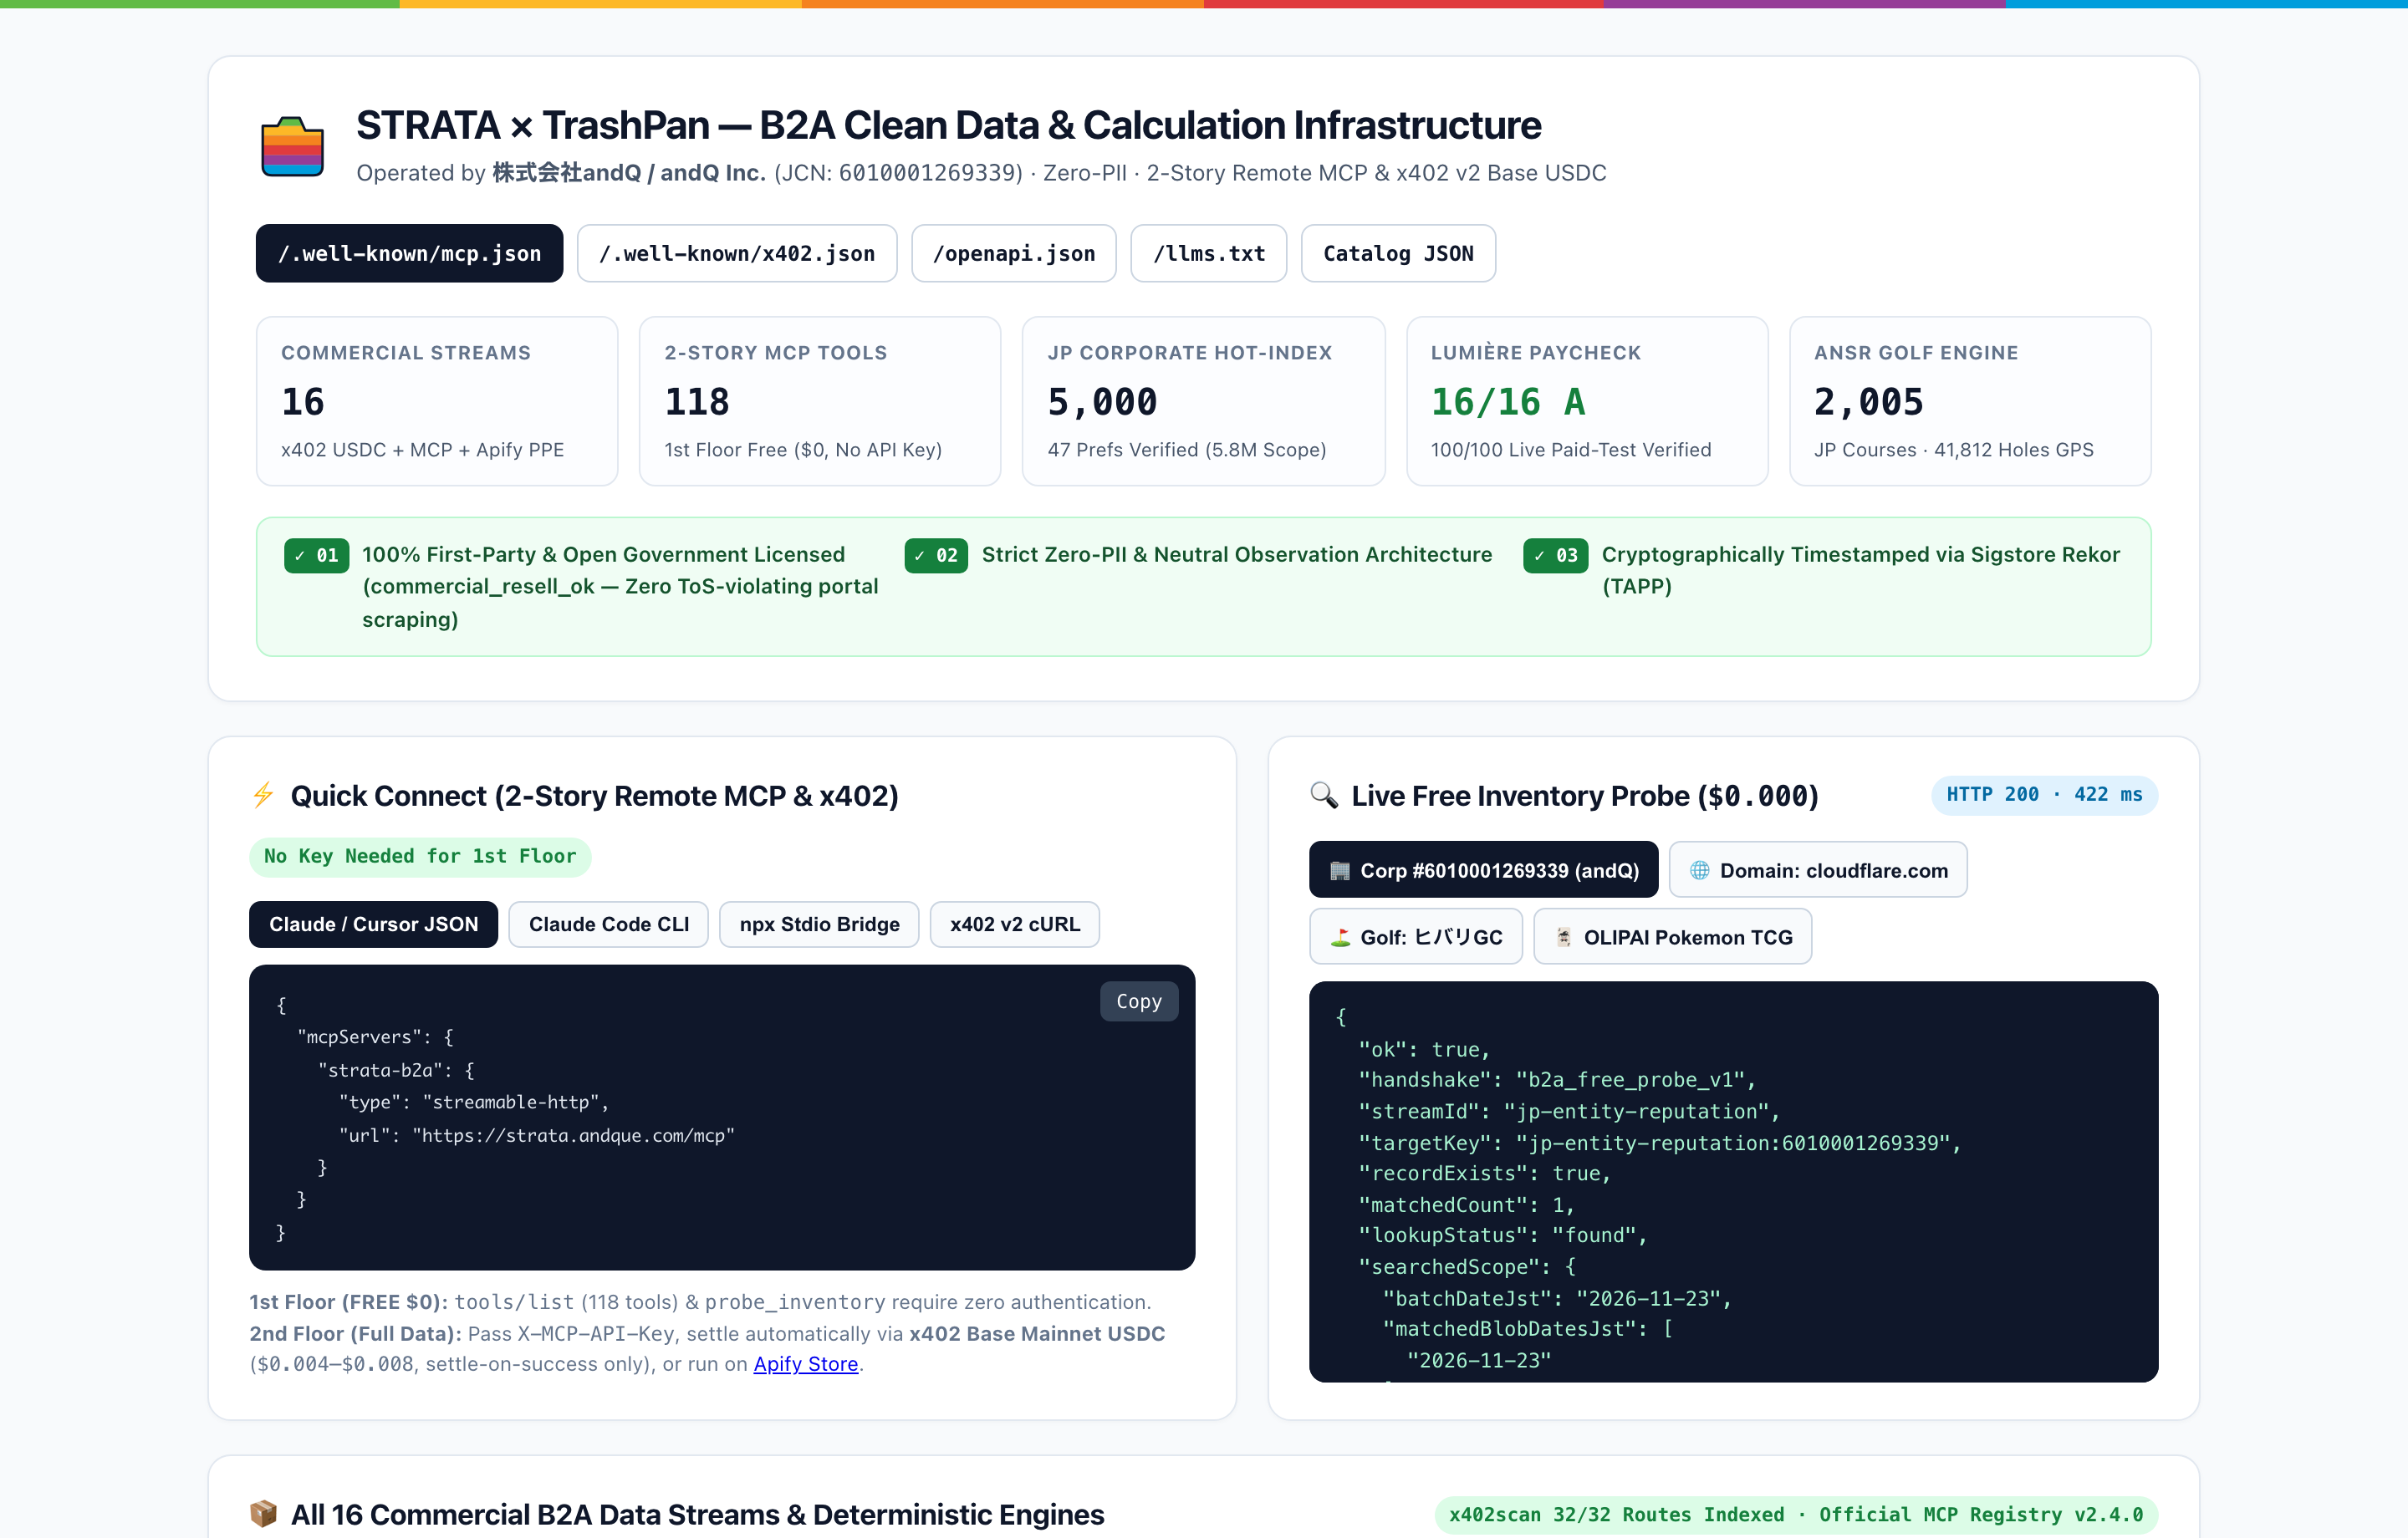 STRATA × TrashPan — B2A Clean Data & Calculation Infrastructure
Operated by 株式会社andQ / andQ Inc. (JCN: 6010001269339) · Zero-PII · 2-Story Remote MCP & x402 v2 Base USDC
/.well-known/mcp.json
/.well-known/x402.json
/openapi.json
/llms.txt
Catalog JSON
COMMERCIAL STREAMS
16
x402 USDC + MCP + Apify PPE
2-STORY MCP TOOLS
118
1st Floor Free ($0, No API Key)
JP CORPORATE HOT-INDEX
5,000
47 Prefs Verified (5.8M Scope)
LUMIÈRE PAYCHECK
16/16 A
100/100 Live Paid-Test Verified
ANSR GOLF ENGINE
2,005
JP Courses · 41,812 Holes GPS
✓ 01 100% First-Party & Open Government Licensed
(commercial_resell_ok — Zero ToS-violating portal
scraping)
✓ 02 Strict Zero-PII & Neutral Observation Architecture
✓ 03 Cryptographically Timestamped via Sigstore Rekor
(TAPP)
⚡ Quick Connect (2-Story Remote MCP & x402)
No Key Needed for 1st Floor
Claude / Cursor JSON
Claude Code CLI
npx Stdio Bridge
x402 v2 cURL
Copy
{
"mcpServers": {
"strata-b2a": {
"type": "streamable-http",
"url": "https://strata.andque.com/mcp"
}
}
}
1st Floor (FREE $0): tools/list (118 tools) & probe_inventory require zero authentication.
2nd Floor (Full Data): Pass X-MCP-API-Key, settle automatically via x402 Base Mainnet USDC
($0.004–$0.008, settle-on-success only), or run on Apify Store.
🔍 Live Free Inventory Probe ($0.000)
HTTP 200 · 422 ms
🏢 Corp #6010001269339 (andQ)
🌐 Domain: cloudflare.com
⛳ Golf: ヒバリGC
🃏 OLIPAI Pokemon TCG
{
"ok": true,
"handshake": "b2a_free_probe_v1",
"streamId": "jp-entity-reputation",
"targetKey": "jp-entity-reputation:6010001269339",
"recordExists": true,
"matchedCount": 1,
"lookupStatus": "found",
"searchedScope": {
"batchDateJst": "2026-11-23",
"matchedBlobDatesJst": [
"2026-11-23"
📦 All 16 Commercial B2A Data Streams & Deterministic Engines
x402scan 32/32 Routes Indexed · Official MCP Registry v2.4.0